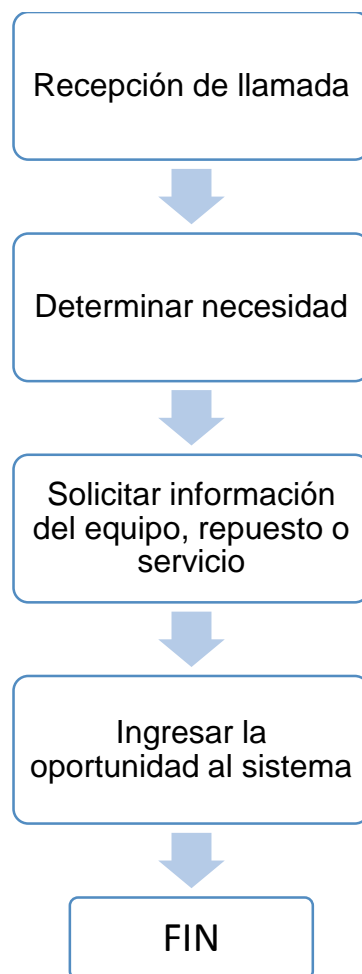 Recepción de llamada
Determinar necesidad
Solicitar información
del equipo, repuesto o
servicio
Ingresar la
oportunidad al sistema
FIN